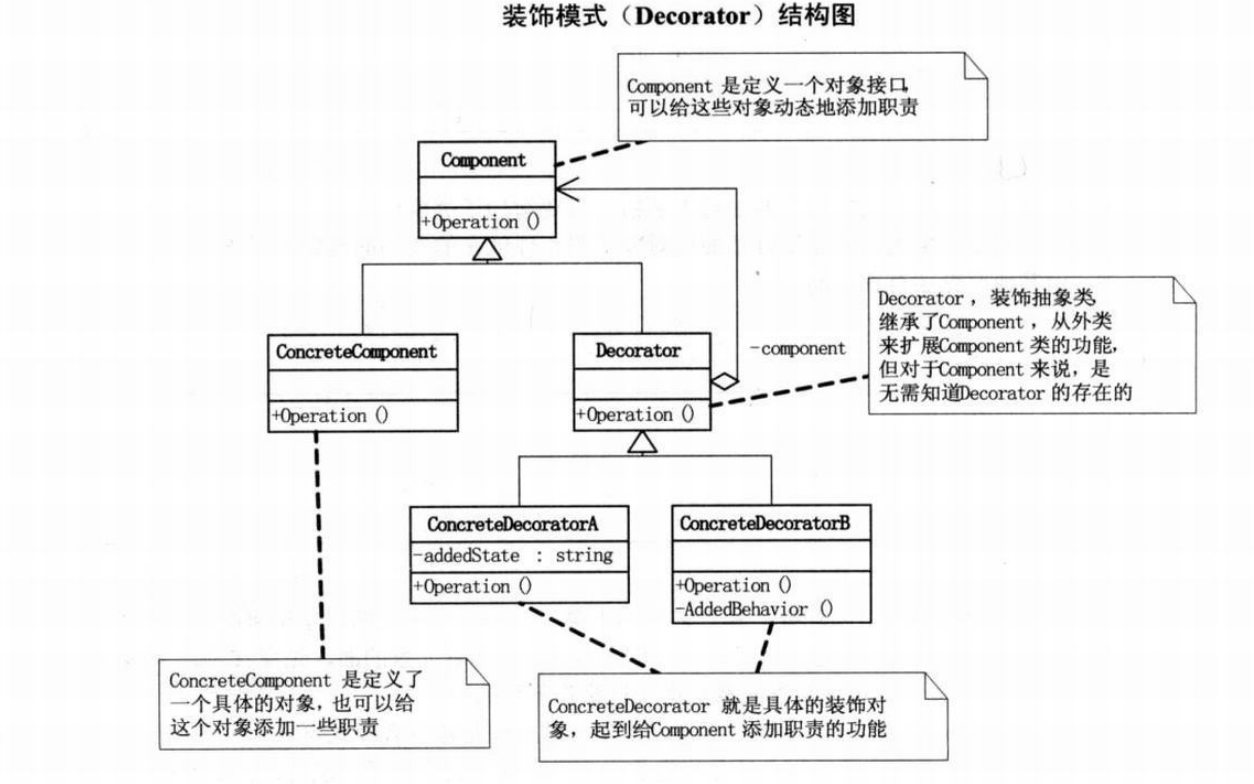 装饰模式（Decorator）结构图
Component 是定义一个对象接口,
可以给这些对象动态地添加职责
Component
+Operation ()
Decorator , 装饰抽象类,
继承了Component , 从外类
来扩展Component 类的功能,
但对于Component 来说, 是
无需知道Decorator 的存在的
ConcreteComponent
+Operation ()
Decorator
+Operation ()
-component
ConcreteDecoratorA
-addedState : string
+Operation ()
ConcreteDecoratorB
+Operation ()
-AddedBehavior ()
ConcreteComponent 是定义了
一个具体的对象, 也可以给
这个对象添加一些职责
ConcreteDecorator 就是具体的装饰对
象, 起到给Component 添加职责的功能